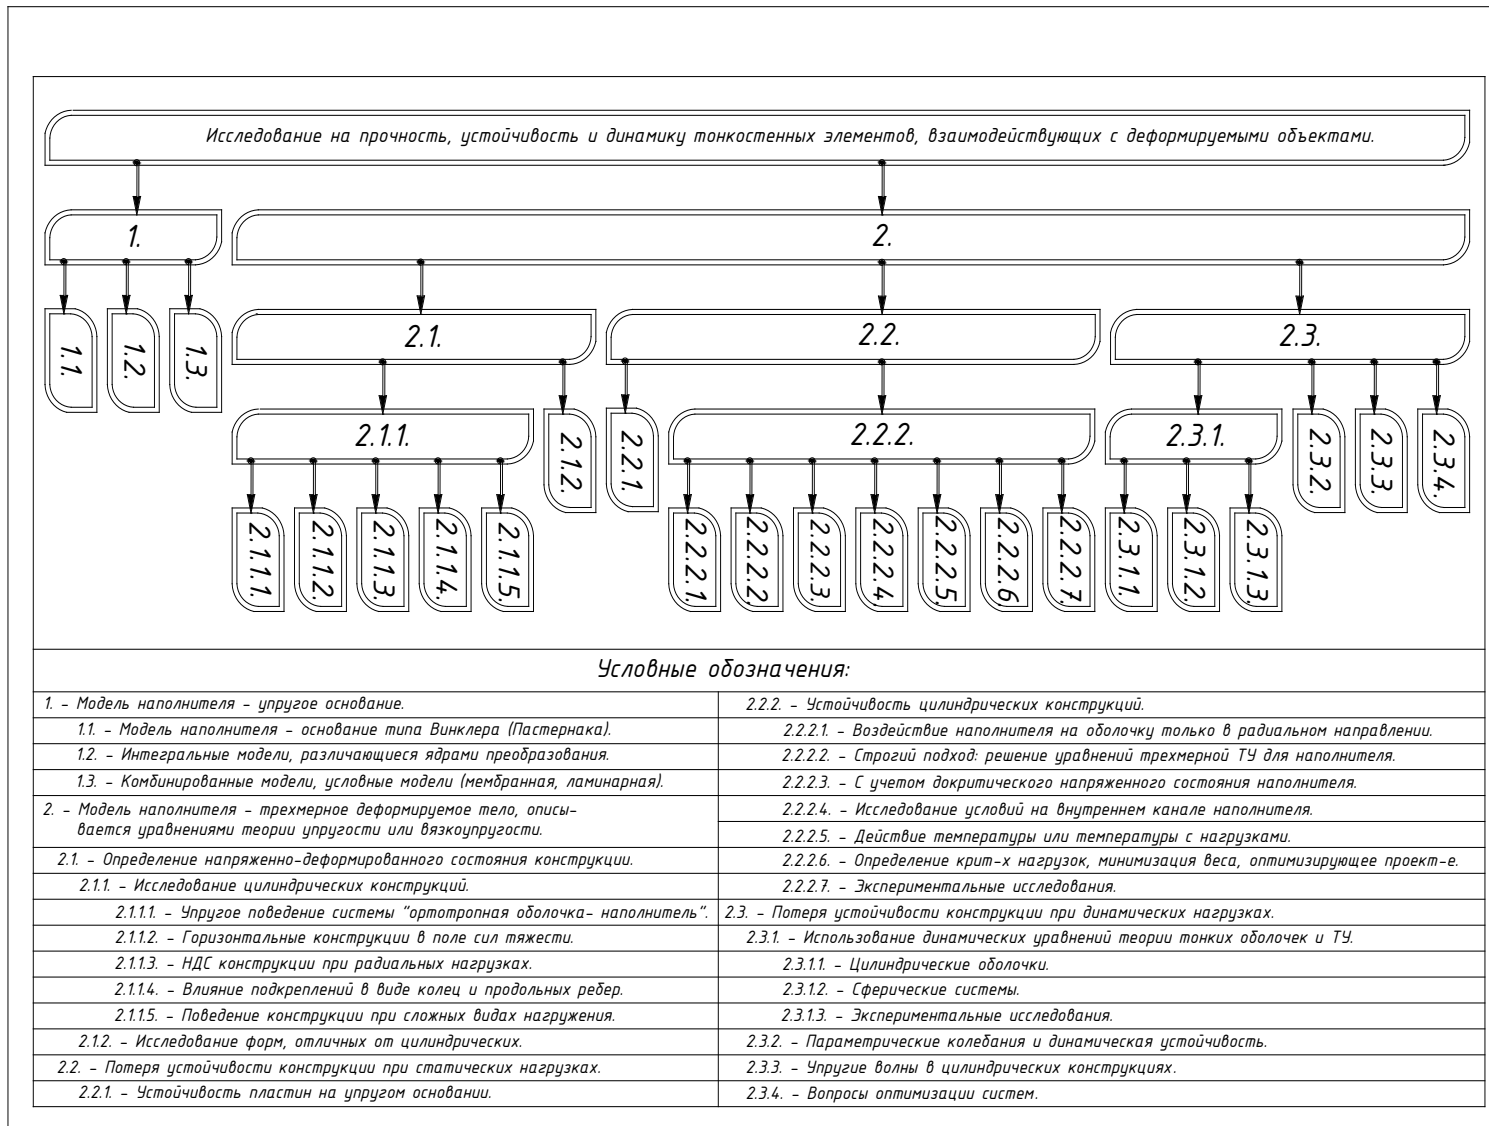 Исследование на прочность, устойчивость и динамику тонкостенных элементов, взаимодействующих с деформируемыми объектами.
1.
2.
1.1.
1.2.
1.3.
2.1.
2.2.
2.3.
2.1.1.
2.1.2.
2.2.1.
2.2.2.
2.3.1.
2.3.2.
2.3.3.
2.3.4.
2.1.1.1.
2.1.1.2.
2.1.1.3.
2.1.1.4.
2.1.1.5.
2.2.2.1.
2.2.2.2.
2.2.2.3.
2.2.2.4.
2.2.2.5.
2.2.2.6.
2.2.2.7.
2.3.1.1.
2.3.1.2.
2.3.1.3.
Условные обозначения:
1. - Модель наполнителя - упругое основание.
1.1. - Модель наполнителя - основание типа Винклера (Пастернака).
1.2. - Интегральные модели, различающиеся ядрами преобразования.
1.3. - Комбинированные модели, условные модели (мембранная, ламинарная).
2. - Модель наполнителя - трехмерное деформируемое тело, описы-
вается уравнениями теории упругости или вязкоупругости.
2.1. - Определение напряженно-деформированного состояния конструкции.
2.1.1. - Исследование цилиндрических конструкций.
2.1.1.1. - Упругое поведение системы "ортотропная оболочка- наполнитель".
2.1.1.2. - Горизонтальные конструкции в поле сил тяжести.
2.1.1.3. - НДС конструкции при радиальных нагрузках.
2.1.1.4. - Влияние подкреплений в виде колец и продольных ребер.
2.1.1.5. - Поведение конструкции при сложных видах нагружения.
2.1.2. - Исследование форм, отличных от цилиндрических.
2.2. - Потеря устойчивости конструкции при статических нагрузках.
2.2.1. - Устойчивость пластин на упругом основании.
2.2.2. - Устойчивость цилиндрических конструкций.
2.2.2.1. - Воздействие наполнителя на оболочку только в радиальном направлении.
2.2.2.2. - Строгий подход: решение уравнений трехмерной ТУ для наполнителя.
2.2.2.3. - С учетом докритического напряженного состояния наполнителя.
2.2.2.4. - Исследование условий на внутреннем канале наполнителя.
2.2.2.5. - Действие температуры или температуры с нагрузками.
2.2.2.6. - Определение крит-х нагрузок, минимизация веса, оптимизирующее проект-е.
2.2.2.7. - Экспериментальные исследования.
2.3. - Потеря устойчивости конструкции при динамических нагрузках.
2.3.1. - Использование динамических уравнений теории тонких оболочек и ТУ.
2.3.1.1. - Цилиндрические оболочки.
2.3.1.2. - Сферические системы.
2.3.1.3. - Экспериментальные исследования.
2.3.2. - Параметрические колебания и динамическая устойчивость.
2.3.3. - Упругие волны в цилиндрических конструкциях.
2.3.4. - Вопросы оптимизации систем.